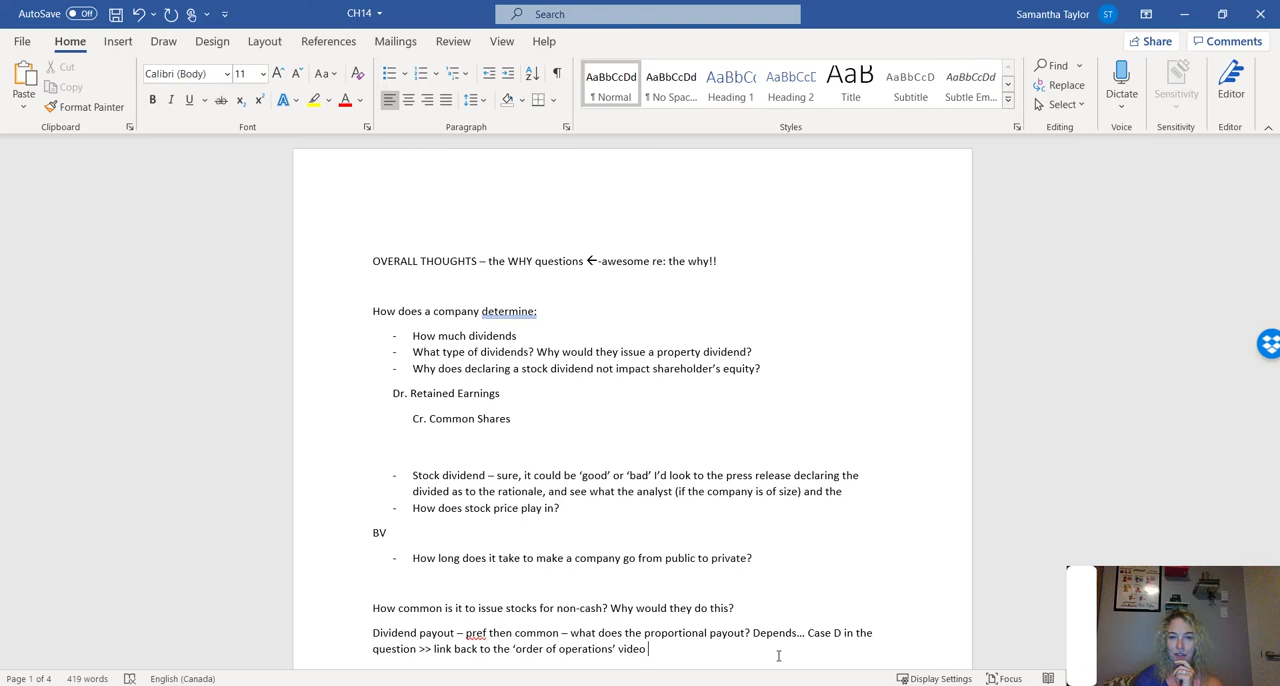 AutoSave Off CH14 Search Samantha Taylor ST
File Home Insert Draw Design Layout References Mailings Review View Help Share Comments
Paste Cut Copy Format Painter Clipboard
Calibri (Body) 11 Aa B I U ab x₂ x² A A Font
Paragraph
AaBbCcDd AaBbCcDd AaBbCc AaBbCcD AaB AaBbCcD AaBbCcDd
¶ Normal ¶ No Spac... Heading 1 Heading 2 Title Subtitle Subtle Em...
Styles
Find Replace Select Editing
Dictate Voice
Sensitivity Sensitivity
Editor Editor
OVERALL THOUGHTS – the WHY questions ←-awesome re: the why!!
How does a company determine:
- How much dividends
- What type of dividends? Why would they issue a property dividend?
- Why does declaring a stock dividend not impact shareholder's equity?
Dr. Retained Earnings
Cr. Common Shares
- Stock dividend – sure, it could be 'good' or 'bad' I'd look to the press release declaring the
divided as to the rationale, and see what the analyst (if the company is of size) and the
- How does stock price play in?
BV
- How long does it take to make a company go from public to private?
How common is it to issue stocks for non-cash? Why would they do this?
Dividend payout – pref then common – what does the proportional payout? Depends... Case D in the
question >> link back to the 'order of operations' video
Page 1 of 4 419 words English (Canada) Display Settings Focus